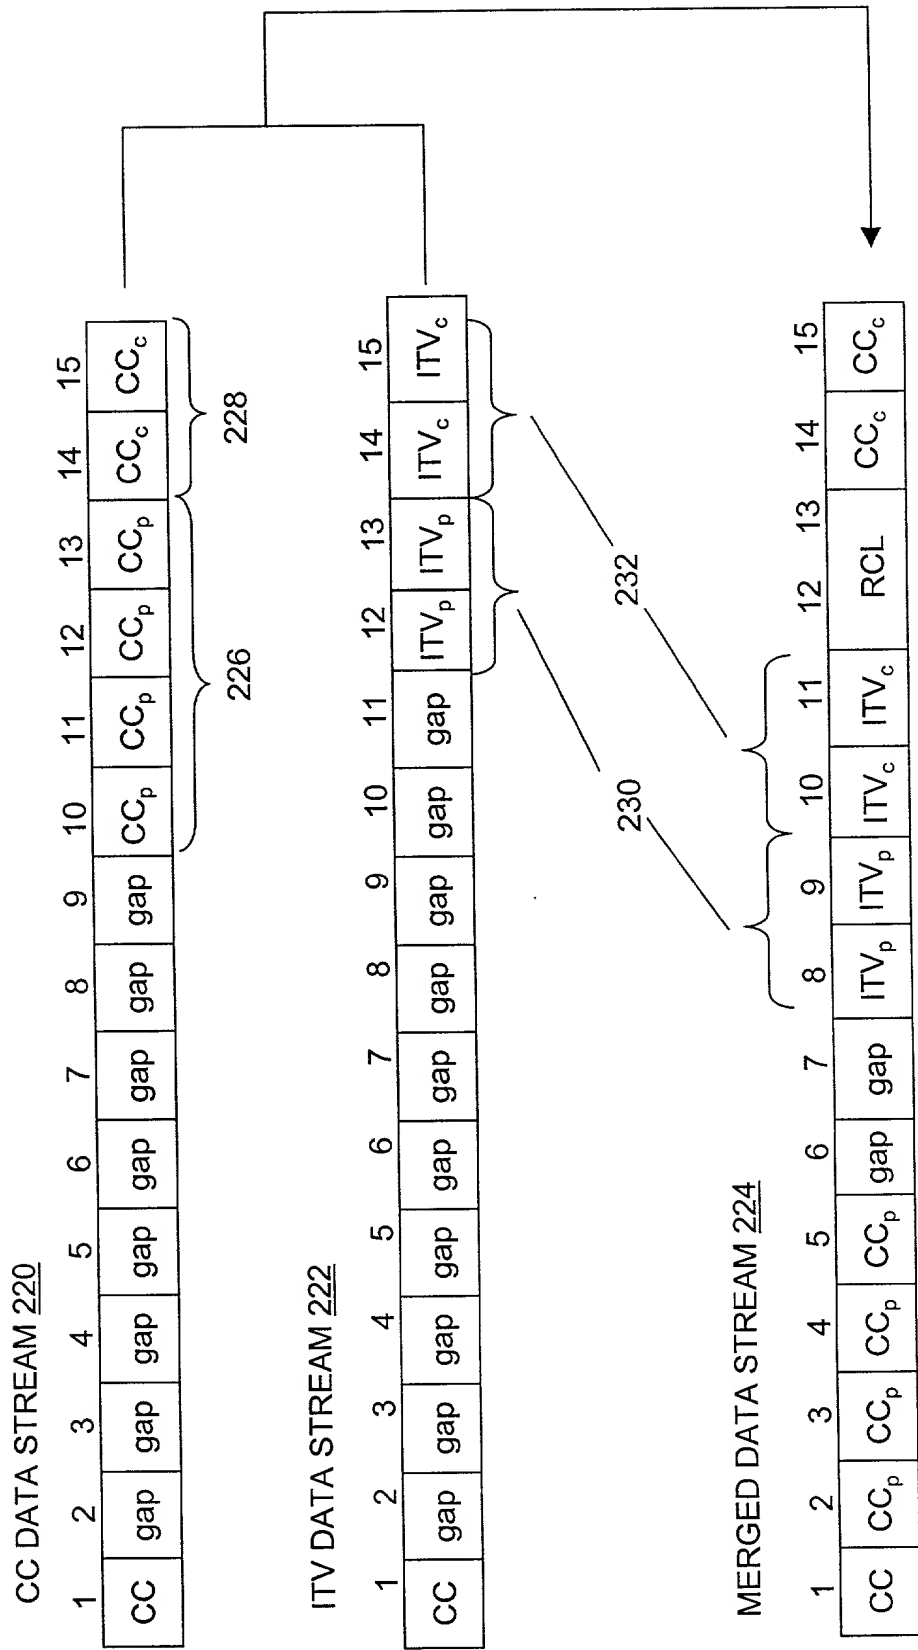 CC DATA STREAM 220
1 2 3 4 5 6 7 8 9 10 11 12 13 14 15
CC gap gap gap gap gap gap gap gap CCp CCp CCp CCp CCc CCc
226 228
ITV DATA STREAM 222
1 2 3 4 5 6 7 8 9 10 11 12 13 14 15
CC gap gap gap gap gap gap gap gap gap gap ITVp ITVp ITVc ITVc
230 232
MERGED DATA STREAM 224
1 2 3 4 5 6 7 8 9 10 11 12 13 14 15
CC CCp CCp CCp CCp gap gap ITVp ITVp ITVc ITVc RCL CCc CCc